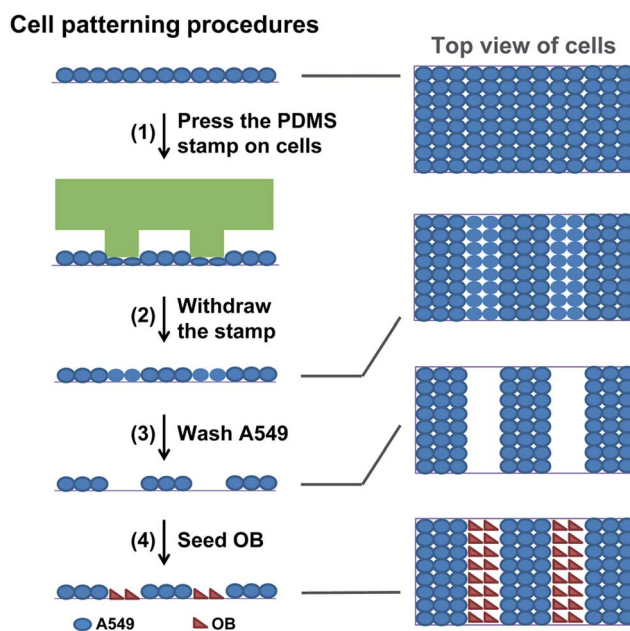 Cell patterning procedures
Top view of cells
(1) Press the PDMS
stamp on cells
(2) Withdraw
the stamp
(3) Wash A549
(4) Seed OB
A549 OB